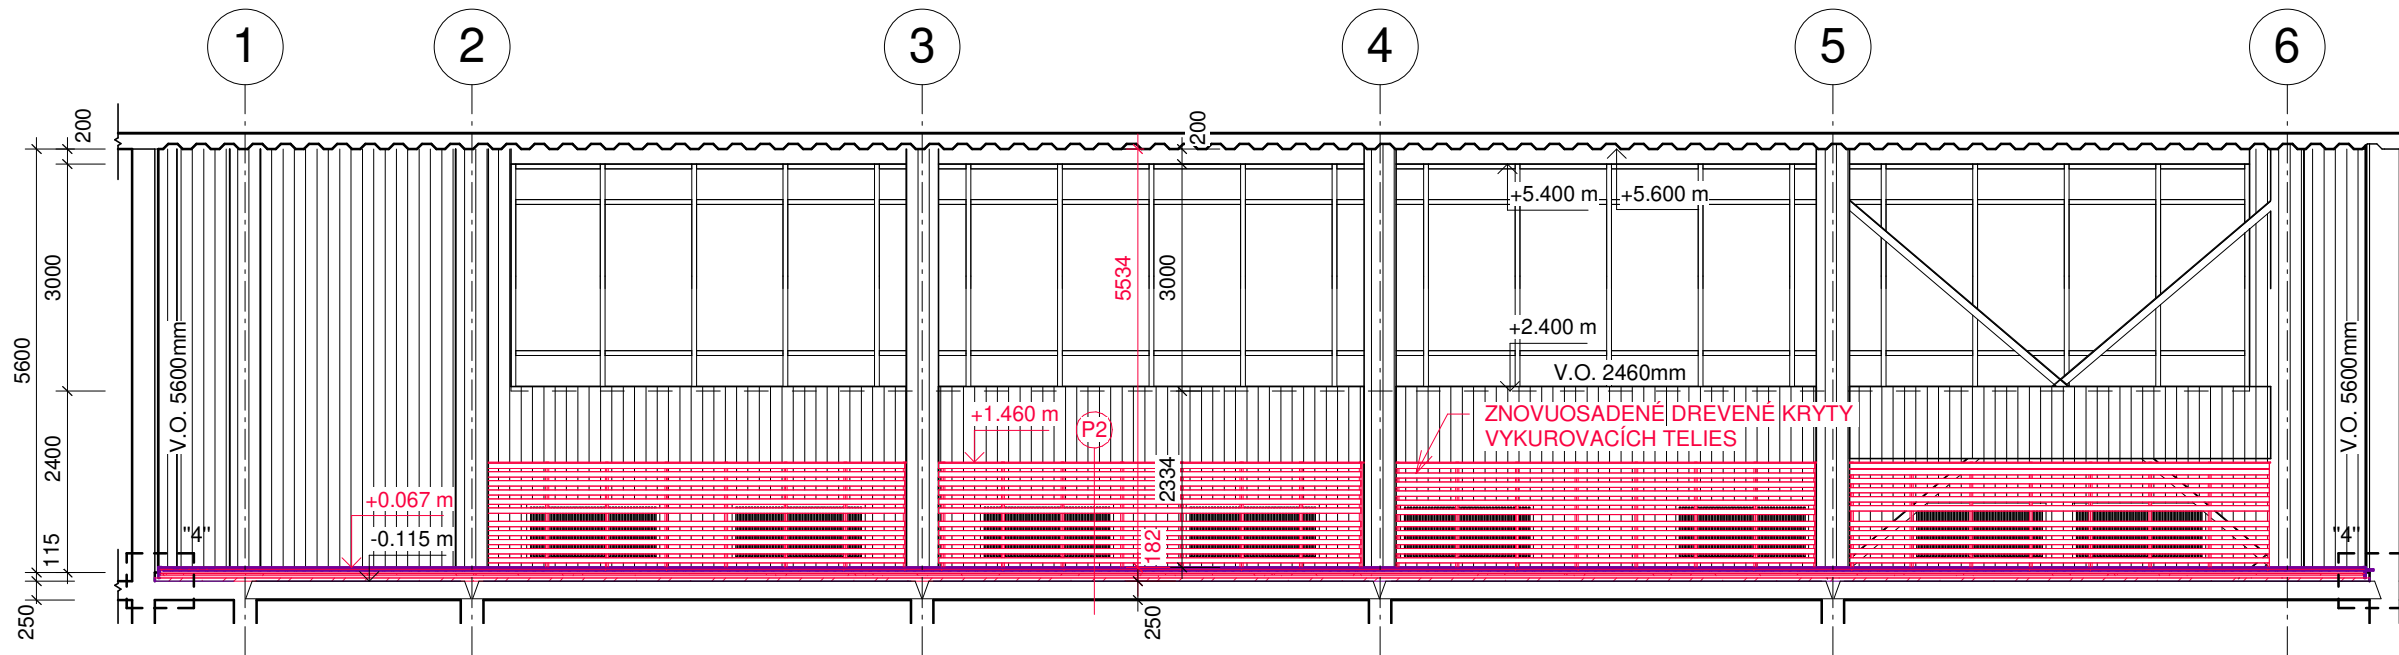 1
2
3
4
5
6
200
200
+5.400 m
+5.600 m
3000
5534
3000
+2.400 m
V.O. 2460mm
5600
V.O. 5600mm
V.O. 5600mm
+1.460 m
P2
ZNOVUOSADENÉ DREVENÉ KRYTY
VYKUROVACÍCH TELIES
2400
2334
+0.067 m
"4"
-0.115 m
"4"
115
182
250
250